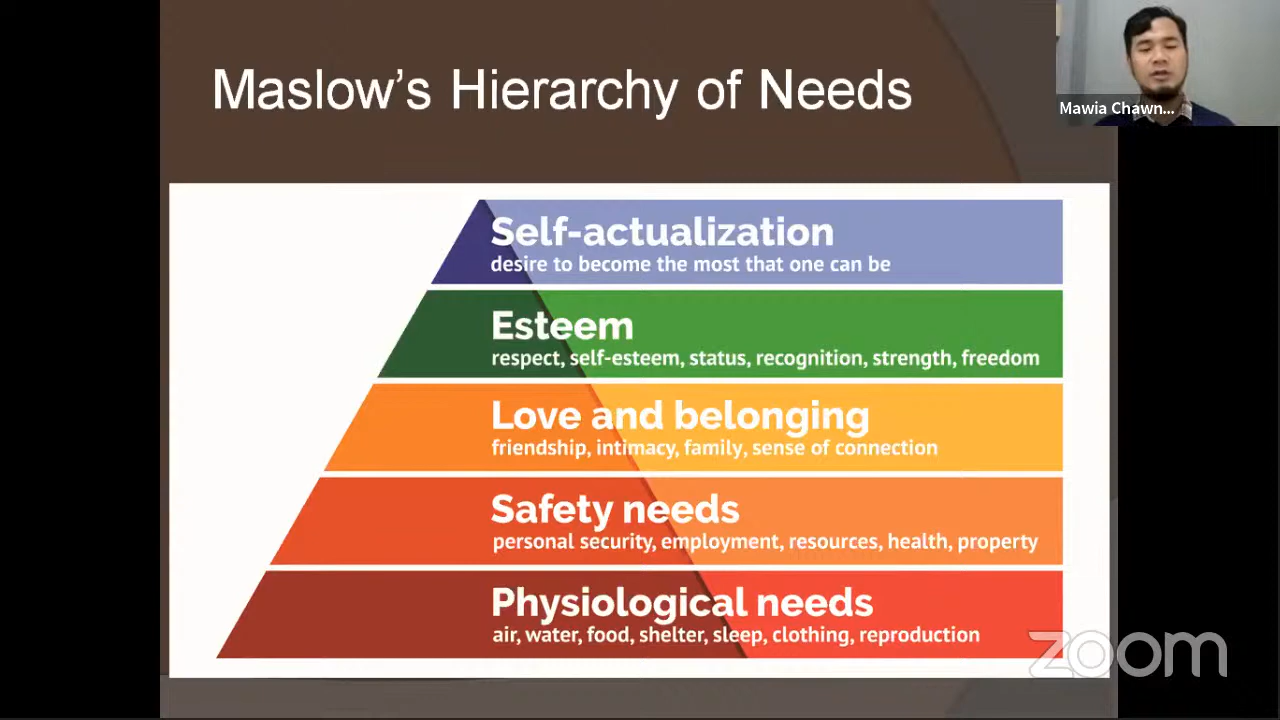 Maslow’s Hierarchy of Needs
Mawia Chawn...
Self-actualization
desire to become the most that one can be
Esteem
respect, self-esteem, status, recognition, strength, freedom
Love and belonging
friendship, intimacy, family, sense of connection
Safety needs
personal security, employment, resources, health, property
Physiological needs
air, water, food, shelter, sleep, clothing, reproduction
zoom